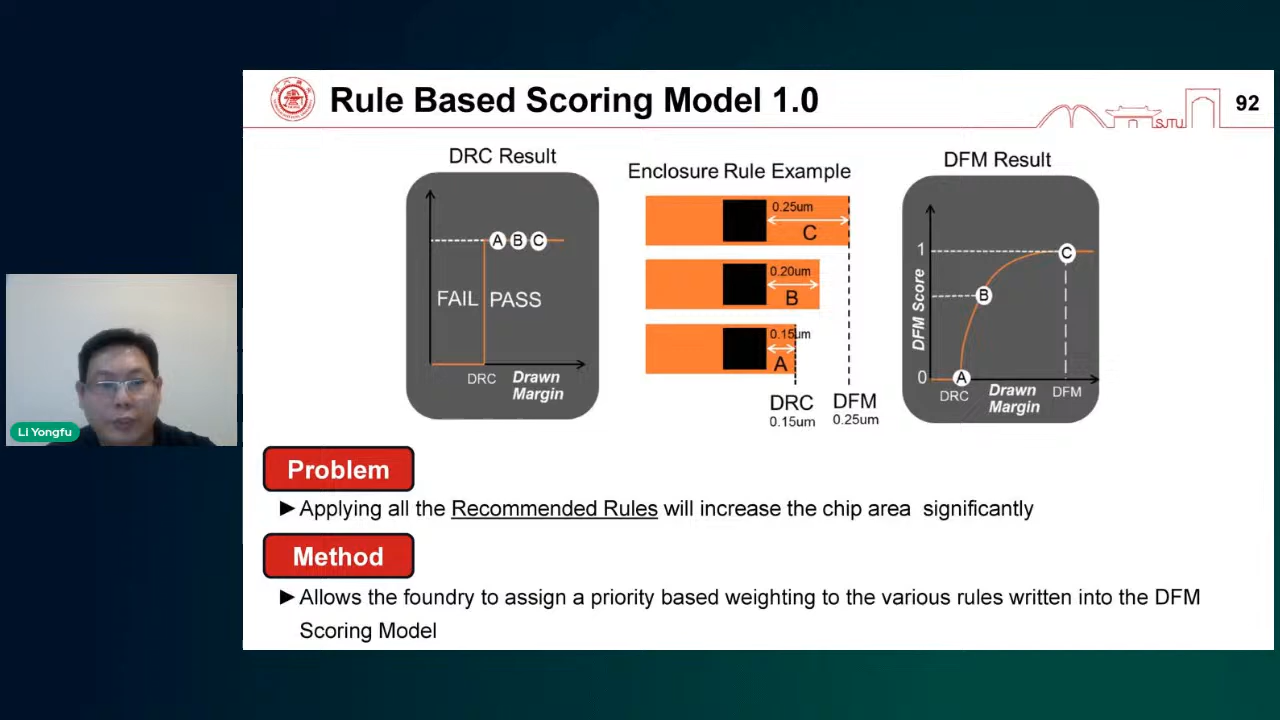 Rule Based Scoring Model 1.0
SJTU
92
DRC Result
FAIL
PASS
A
B
C
DRC
Drawn
Margin
Enclosure Rule Example
0.25um
C
0.20um
B
0.15um
A
DRC
0.15um
DFM
0.25um
DFM Result
DFM Score
1
0
A
B
C
DRC
Drawn
Margin
DFM
LI Yongfu
Problem
►Applying all the Recommended Rules will increase the chip area significantly
Method
►Allows the foundry to assign a priority based weighting to the various rules written into the DFM
Scoring Model